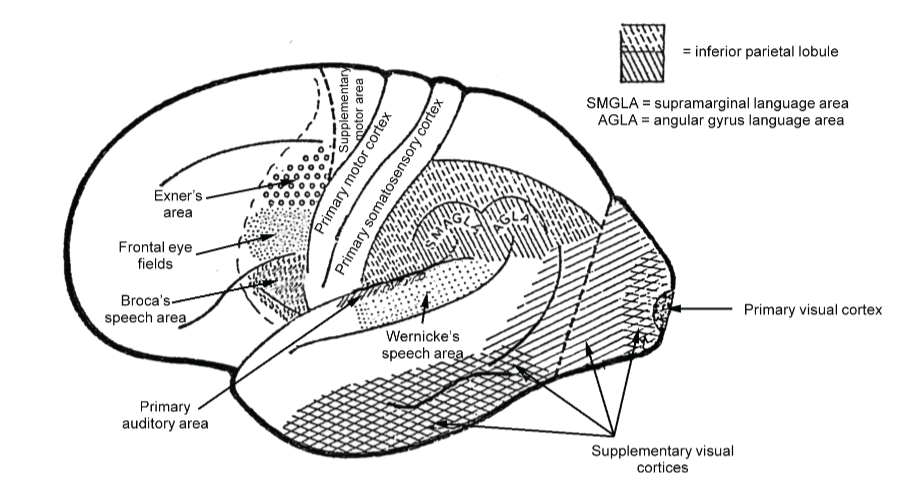 = inferior parietal lobule
SMGLA = supramarginal language area
AGLA = angular gyrus language area
Supplementary
motor area
Primary motor cortex
Primary somatosensory cortex
Exner's
area
Frontal eye
fields
Broca's
speech area
SMAGLA
AGLA
Wernicke's
speech area
Primary
auditory area
Primary visual cortex
Supplementary visual
cortices